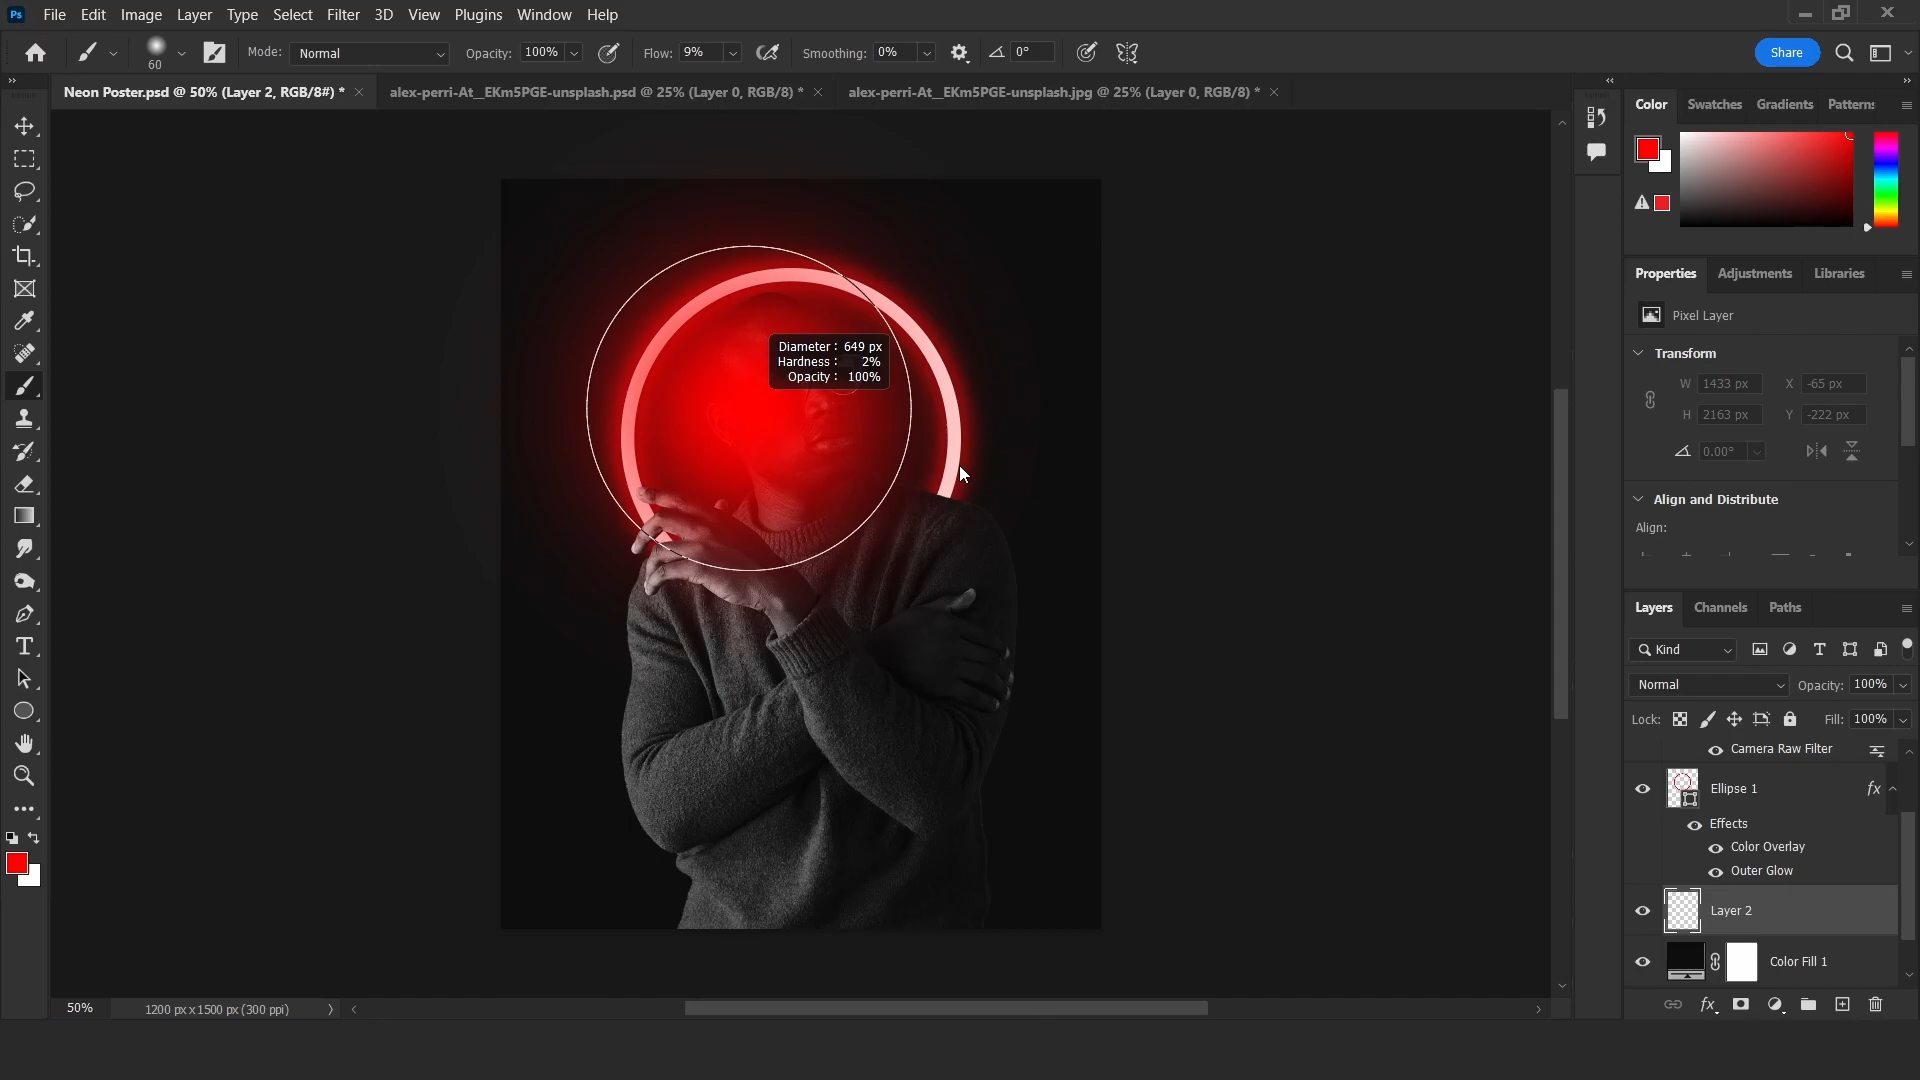 Ps File Edit Image Layer Type Select Filter 3D View Plugins Window Help
60 Mode: Normal Opacity: 100% Flow: 9% Smoothing: 0% 0° Share
Neon Poster.psd @ 50% (Layer 2, RGB/8#) * alex-perri-At__EKm5PGE-unsplash.psd @ 25% (Layer 0, RGB/8) * alex-perri-At__EKm5PGE-unsplash.jpg @ 25% (Layer 0, RGB/8) *
Color Swatches Gradients Patterns
Properties Adjustments Libraries
Pixel Layer
Diameter : 649 px
Hardness : 2%
Opacity : 100%
Transform
W 1433 px X -65 px
H 2163 px Y -222 px
0.00°
Align and Distribute
Align:
Layers Channels Paths
Kind
Normal Opacity: 100%
Lock: Fill: 100%
Camera Raw Filter
Ellipse 1 fx
Effects
Color Overlay
Outer Glow
Layer 2
Color Fill 1
fx
50% 1200 px x 1500 px (300 ppi)